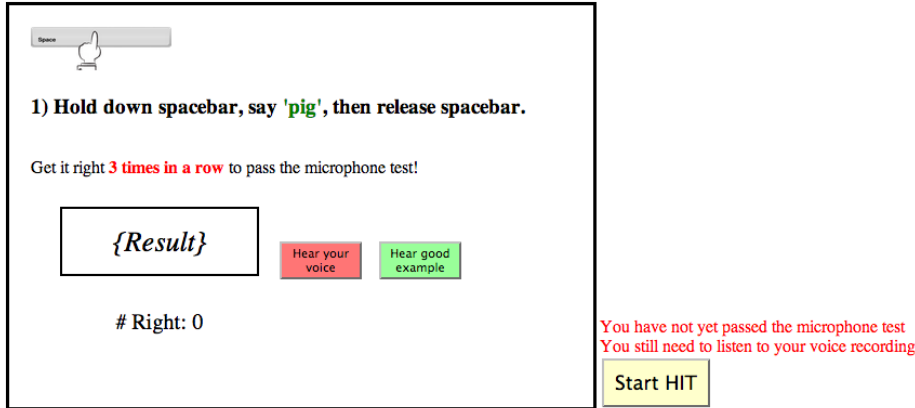 Space
1) Hold down spacebar, say 'pig', then release spacebar.
Get it right 3 times in a row to pass the microphone test!
{Result}
Hear your
voice
Hear good
example
# Right: 0
You have not yet passed the microphone test
You still need to listen to your voice recording
Start HIT